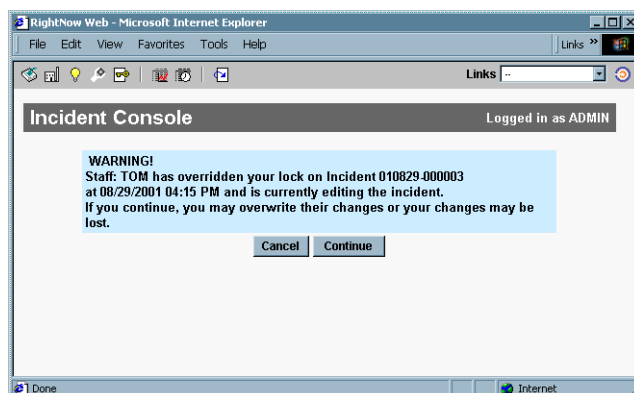 RightNow Web - Microsoft Internet Explorer
File Edit View Favorites Tools Help Links »
Links --
Incident Console Logged in as ADMIN
WARNING!
Staff: TOM has overridden your lock on Incident 010829-000003
at 08/29/2001 04:15 PM and is currently editing the incident.
If you continue, you may overwrite their changes or your changes may be
lost.
Cancel Continue
Done Internet